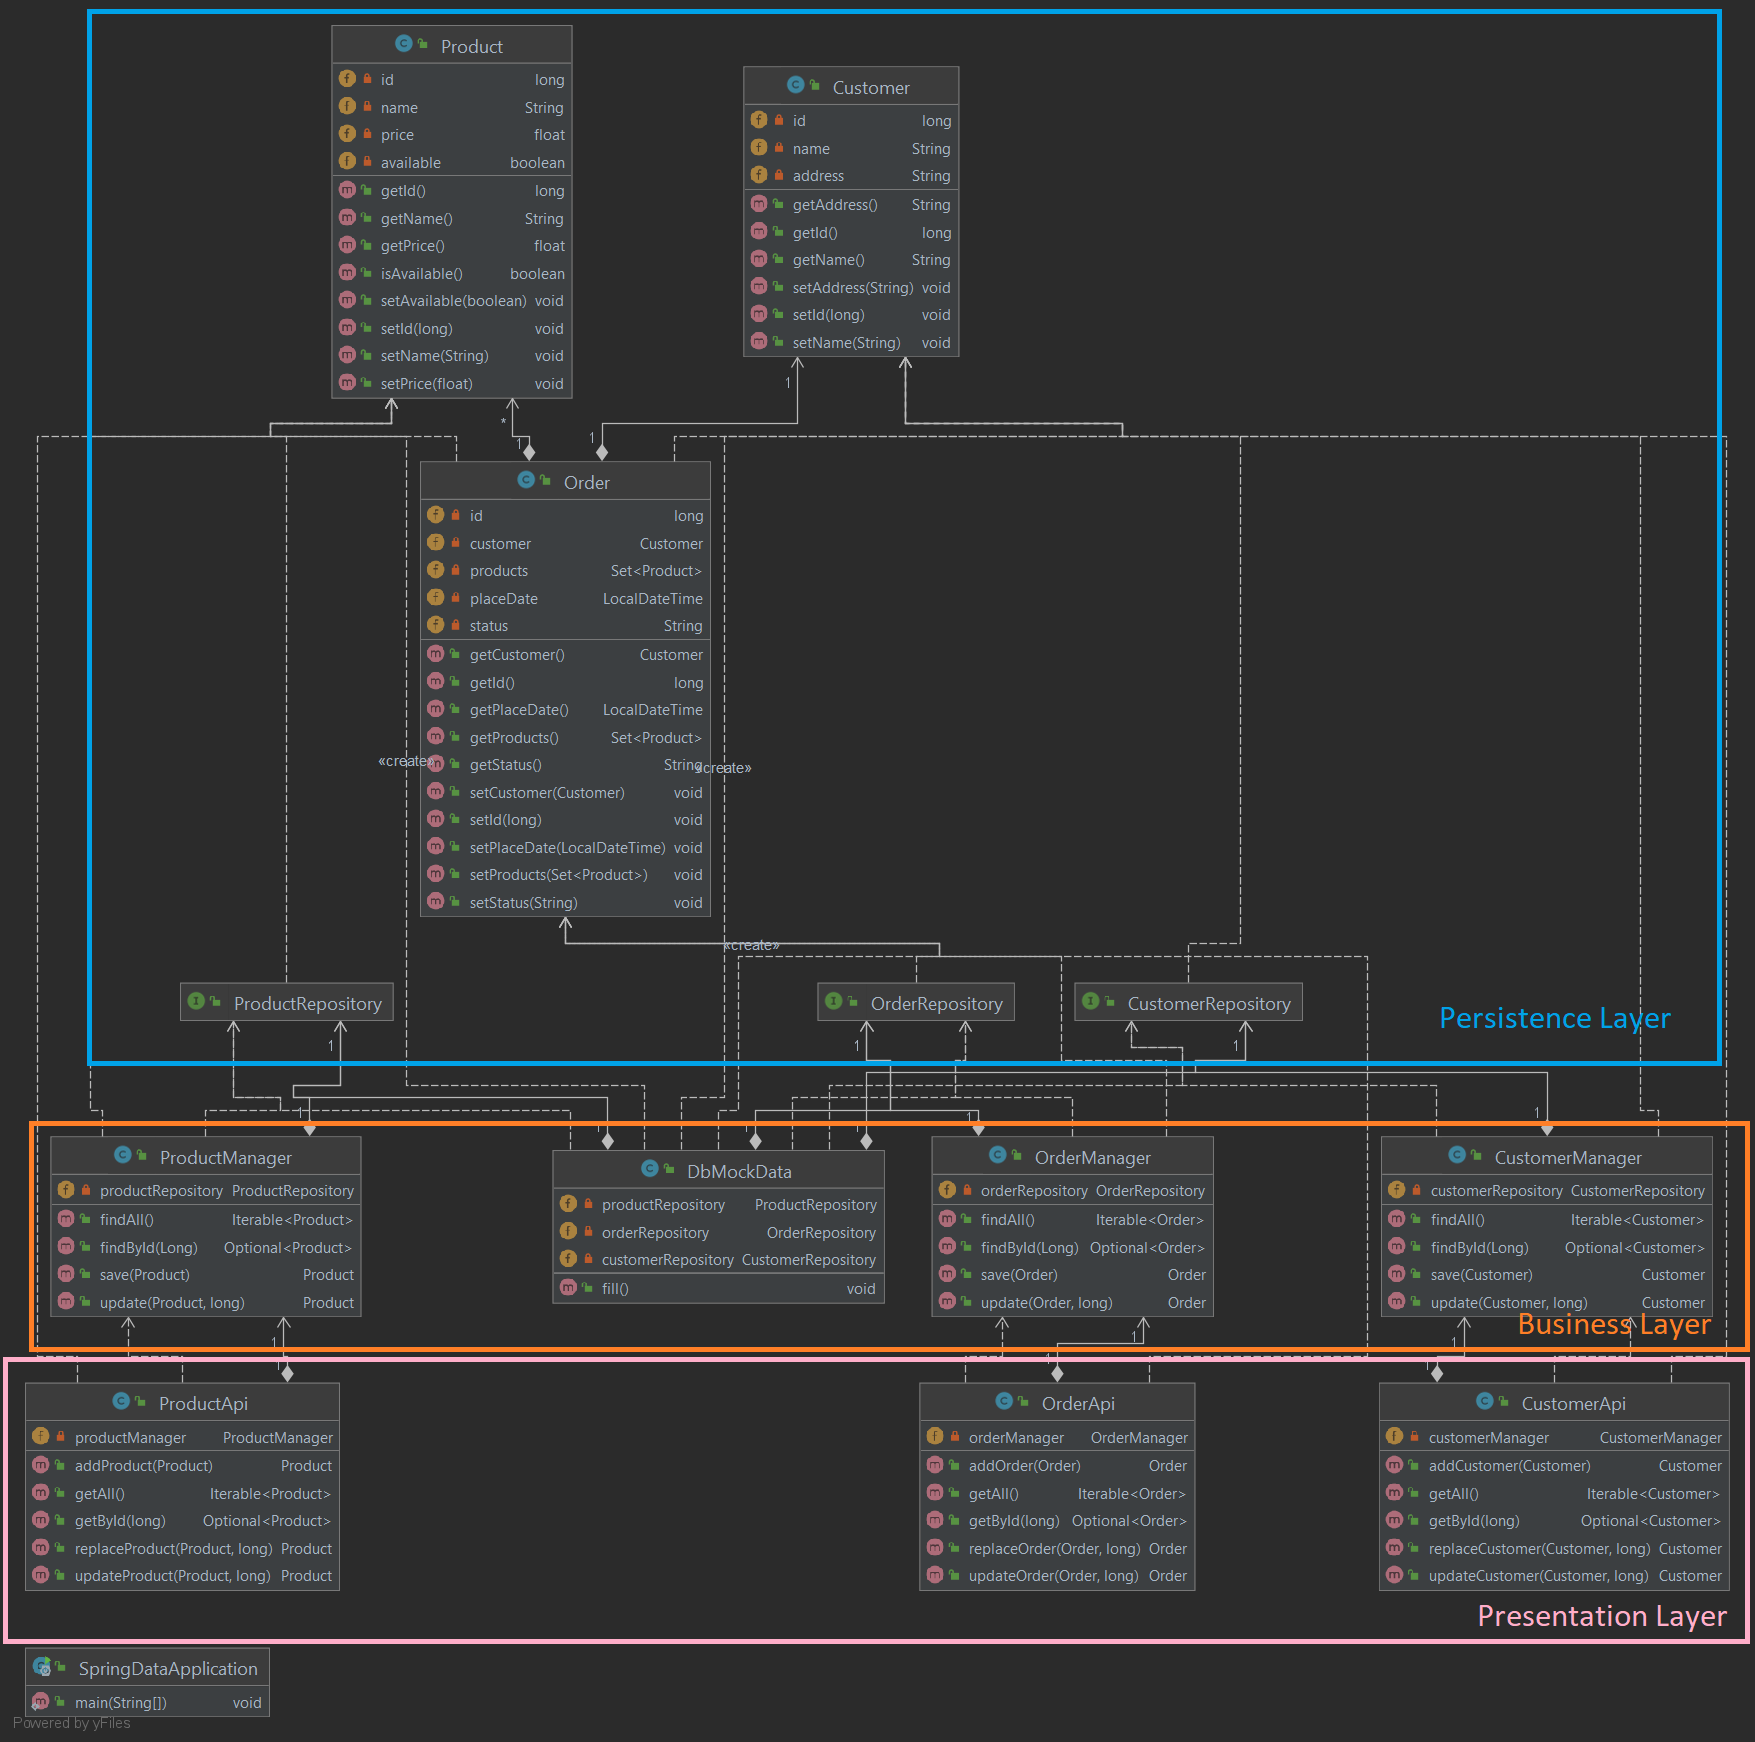 Product
id long
name String
price float
available boolean
getId() long
getName() String
getPrice() float
isAvailable() boolean
setAvailable(boolean) void
setId(long) void
setName(String) void
setPrice(float) void
Customer
id long
name String
address String
getAddress() String
getId() long
getName() String
setAddress(String) void
setId(long) void
setName(String) void
1
*
1
1
Order
id long
customer Customer
products Set<Product>
placeDate LocalDateTime
status String
getCustomer() Customer
getId() long
getPlaceDate() LocalDateTime
getProducts() Set<Product>
getStatus() String
setCustomer(Customer) void
setId(long) void
setPlaceDate(LocalDateTime) void
setProducts(Set<Product>) void
setStatus(String) void
«create»
«create»
«create»
ProductRepository
OrderRepository
CustomerRepository
Persistence Layer
1
1
1
1
1
1
ProductManager
productRepository ProductRepository
findAll() Iterable<Product>
findById(Long) Optional<Product>
save(Product) Product
update(Product, long) Product
DbMockData
productRepository ProductRepository
orderRepository OrderRepository
customerRepository CustomerRepository
fill() void
OrderManager
orderRepository OrderRepository
findAll() Iterable<Order>
findById(Long) Optional<Order>
save(Order) Order
update(Order, long) Order
CustomerManager
customerRepository CustomerRepository
findAll() Iterable<Customer>
findById(Long) Optional<Customer>
save(Customer) Customer
update(Customer, long) Customer
Business Layer
1
1
1
1
1
1
ProductApi
productManager ProductManager
addProduct(Product) Product
getAll() Iterable<Product>
getById(long) Optional<Product>
replaceProduct(Product, long) Product
updateProduct(Product, long) Product
OrderApi
orderManager OrderManager
addOrder(Order) Order
getAll() Iterable<Order>
getById(long) Optional<Order>
replaceOrder(Order, long) Order
updateOrder(Order, long) Order
CustomerApi
customerManager CustomerManager
addCustomer(Customer) Customer
getAll() Iterable<Customer>
getById(long) Optional<Customer>
replaceCustomer(Customer, long) Customer
updateCustomer(Customer, long) Customer
Presentation Layer
SpringDataApplication
main(String[]) void
Powered by yFiles